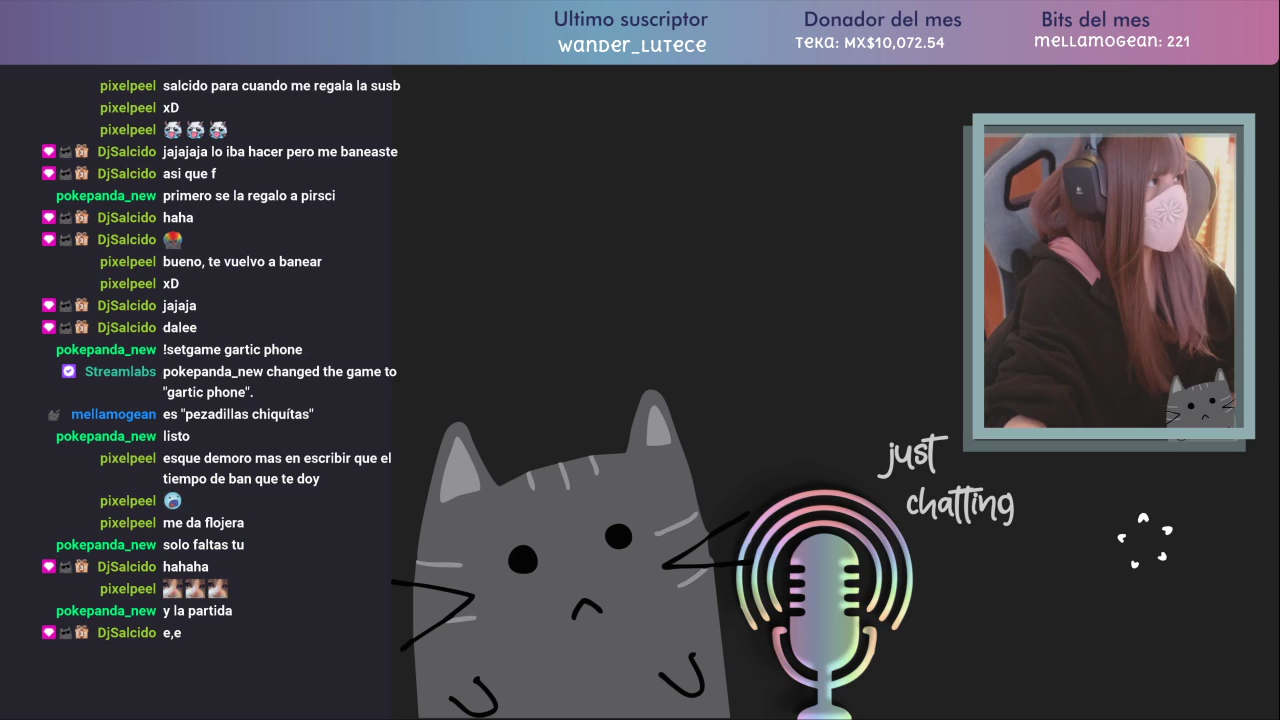 Ultimo suscriptor
wander_lutece
Donador del mes
Teka: MX$10,072.54
Bits del mes
mellamogean: 221
pixelpeel salcido para cuando me regala la susb
pixelpeel xD
pixelpeel
DjSalcido jajajaja lo iba hacer pero me baneaste
DjSalcido asi que f
pokepanda_new primero se la regalo a pirsci
DjSalcido haha
DjSalcido
pixelpeel bueno, te vuelvo a banear
pixelpeel xD
DjSalcido jajaja
DjSalcido dalee
pokepanda_new !setgame gartic phone
Streamlabs pokepanda_new changed the game to
"gartic phone".
mellamogean es "pezadillas chiquítas"
pokepanda_new listo
pixelpeel esque demoro mas en escribir que el
tiempo de ban que te doy
pixelpeel
pixelpeel me da flojera
pokepanda_new solo faltas tu
DjSalcido hahaha
pixelpeel
pokepanda_new y la partida
DjSalcido e,e
just
chatting